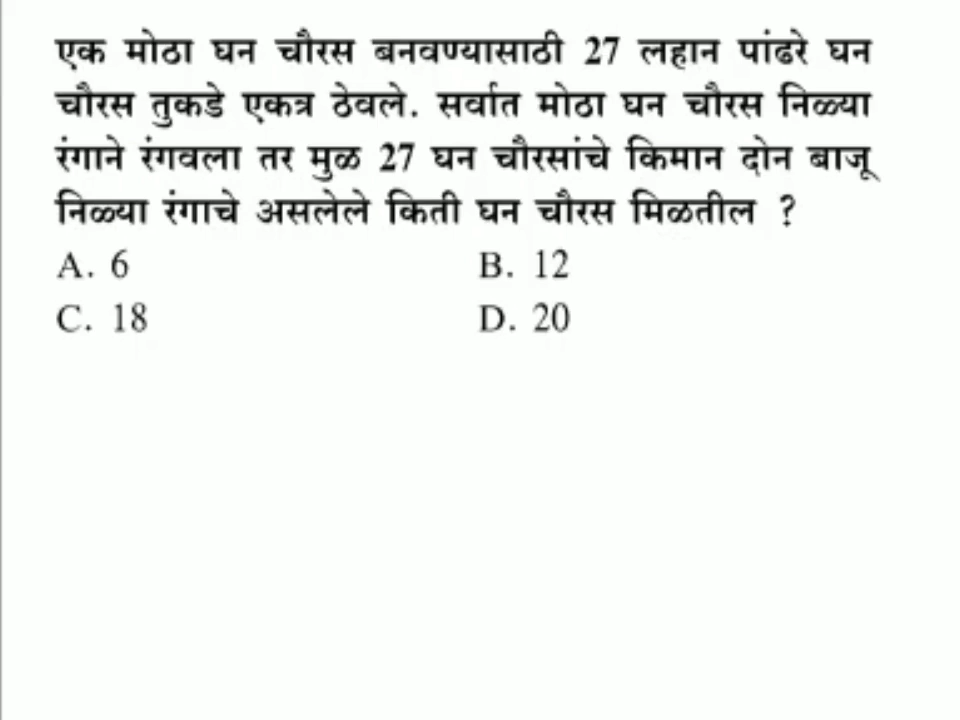 एक मोठा घन चौरस बनवण्यासाठी 27 लहान पांढरे घन
चौरस तुकडे एकत्र ठेवले. सर्वात मोठा घन चौरस निळ्या
रंगाने रंगवला तर मुळ 27 घन चौरसांचे किमान दोन बाजू
निळ्या रंगाचे असलेले किती घन चौरस मिळतील ?
A. 6 B. 12
C. 18 D. 20